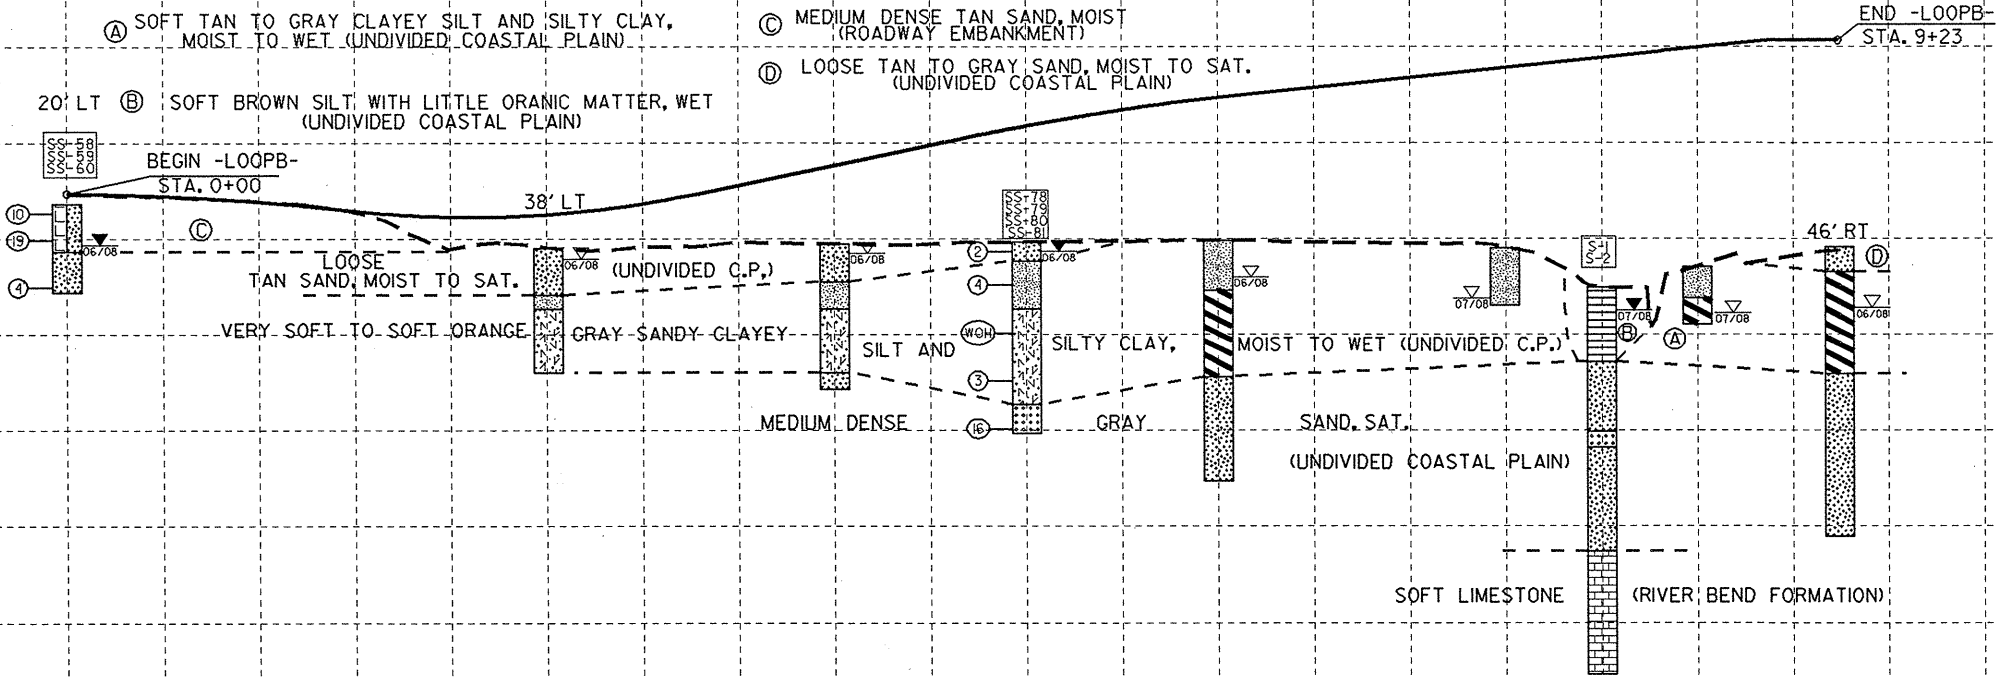 Ⓐ SOFT TAN TO GRAY CLAYEY SILT AND SILTY CLAY,
MOIST TO WET (UNDIVIDED COASTAL PLAIN)
Ⓒ MEDIUM DENSE TAN SAND, MOIST
(ROADWAY EMBANKMENT)
END -LOOPB-
STA. 9+23
Ⓓ LOOSE TAN TO GRAY SAND, MOIST TO SAT.
(UNDIVIDED COASTAL PLAIN)
20' LT
Ⓑ SOFT BROWN SILT WITH LITTLE ORANIC MATTER, WET
(UNDIVIDED COASTAL PLAIN)
SS-58
SS-59
SS-60
BEGIN -LOOPB-
STA. 0+00
38' LT
SS-78
SS-79
SS-80
SS-81
S-1
S-2
46' RT
10
19
4
L
L
L
Ⓒ
06/08
LOOSE
TAN SAND, MOIST TO SAT.
06/08
(UNDIVIDED C.P.)
06/08
2
4
WOH
3
16
06/08
06/08
07/08
07/08
Ⓑ
Ⓐ
07/08
Ⓓ
06/08
VERY SOFT TO SOFT ORANGE
GRAY SANDY CLAYEY
SILT AND
SILTY CLAY,
MOIST TO WET (UNDIVIDED C.P.)
MEDIUM DENSE
GRAY
SAND, SAT.
(UNDIVIDED COASTAL PLAIN)
SOFT LIMESTONE
(RIVER BEND FORMATION)